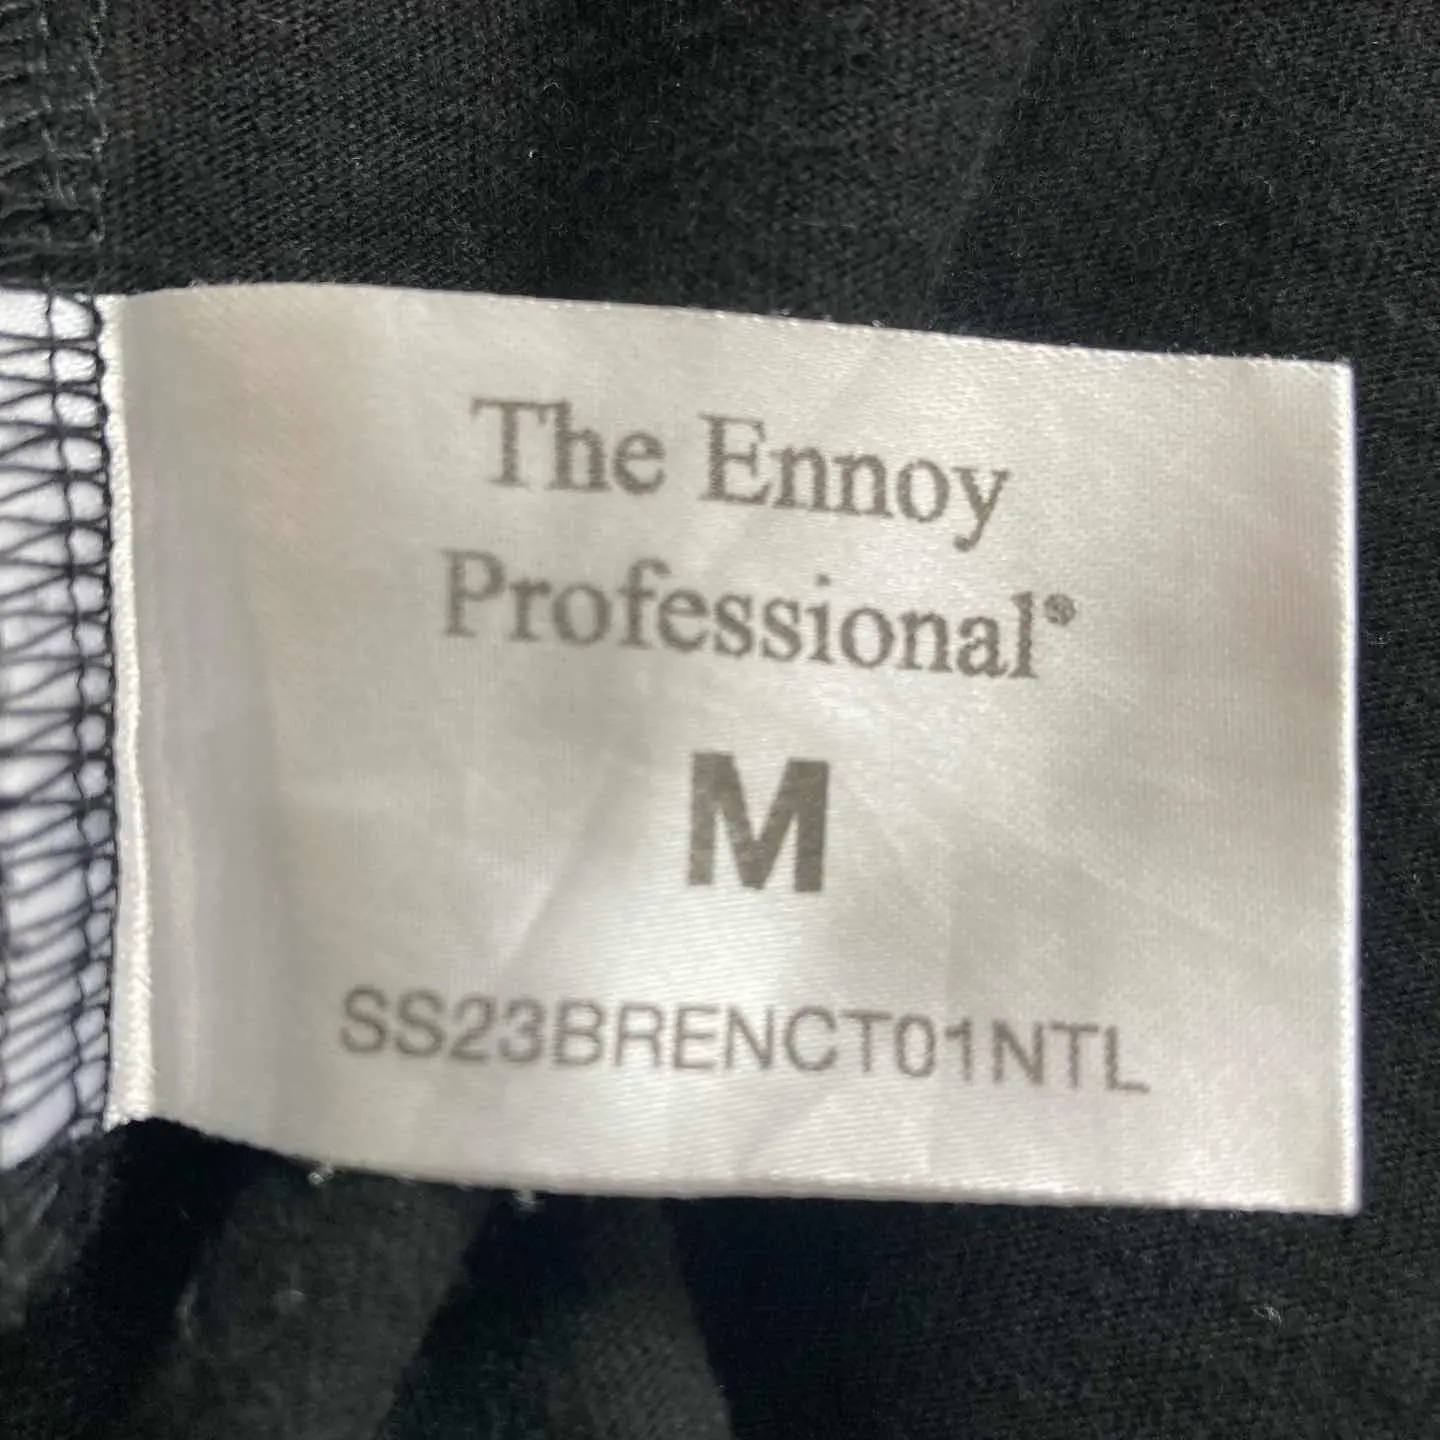 The Ennoy
Professional®
M
SS23BRENCT01NTL